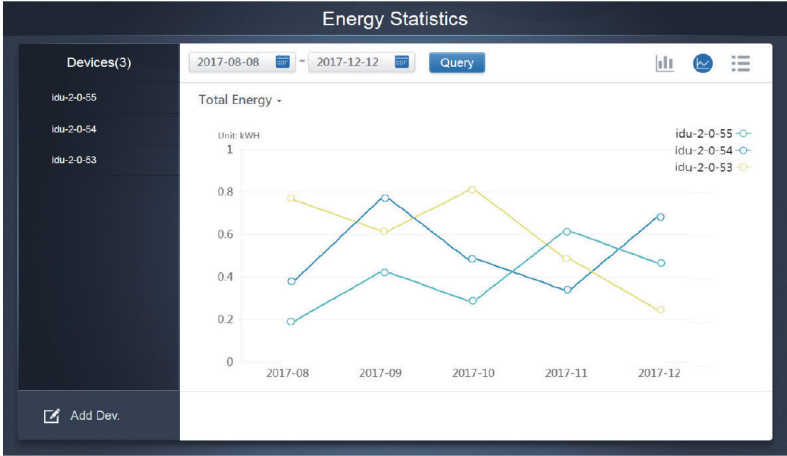 Energy Statistics
Devices(3)
idu-2-0-55
idu-2-0-54
idu-2-0-53
Add Dev.
2017-08-08 ~ 2017-12-12 Query
Total Energy
Unit: kWH
idu-2-0-55
idu-2-0-54
idu-2-0-53
1
0.8
0.6
0.4
0.2
0
2017-08 2017-09 2017-10 2017-11 2017-12